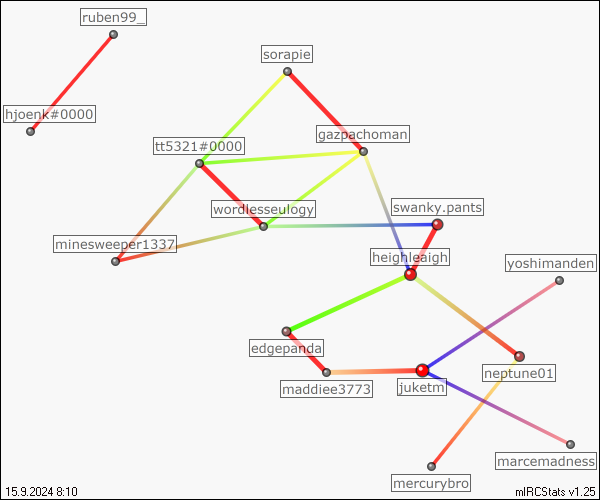 ruben99_
sorapie
hjoenk#0000
gazpachoman
tt5321#0000
wordlesseulogy
swanky.pants
minesweeper1337
heighleaigh
yoshimanden
edgepanda
neptune01
maddiee3773
juketm
marcemadness
mercurybro
15.9.2024 8:10
mIRCStats v1.25